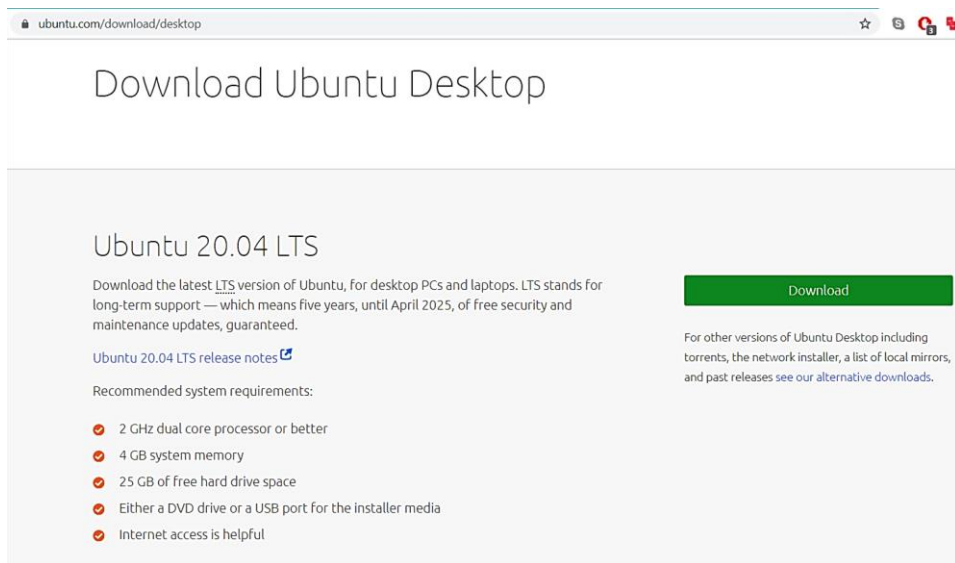 ubuntu.com/download/desktop
3
Download Ubuntu Desktop
Ubuntu 20.04 LTS
Download the latest LTS version of Ubuntu, for desktop PCs and laptops. LTS stands for
long-term support — which means five years, until April 2025, of free security and
maintenance updates, guaranteed.
Ubuntu 20.04 LTS release notes
Recommended system requirements:
2 GHz dual core processor or better
4 GB system memory
25 GB of free hard drive space
Either a DVD drive or a USB port for the installer media
Internet access is helpful
Download
For other versions of Ubuntu Desktop including
torrents, the network installer, a list of local mirrors,
and past releases see our alternative downloads.